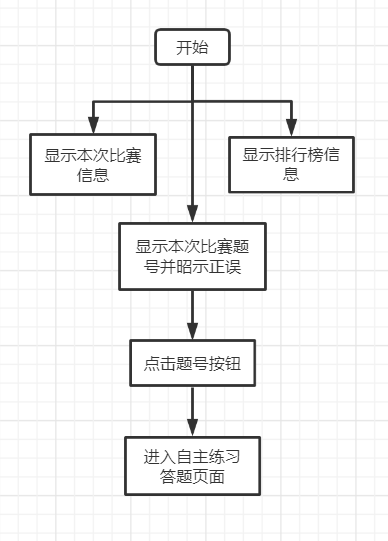 开始
显示本次比赛
信息
显示排行榜信
息
显示本次比赛题
号并昭示正误
点击题号按钮
进入自主练习
答题页面